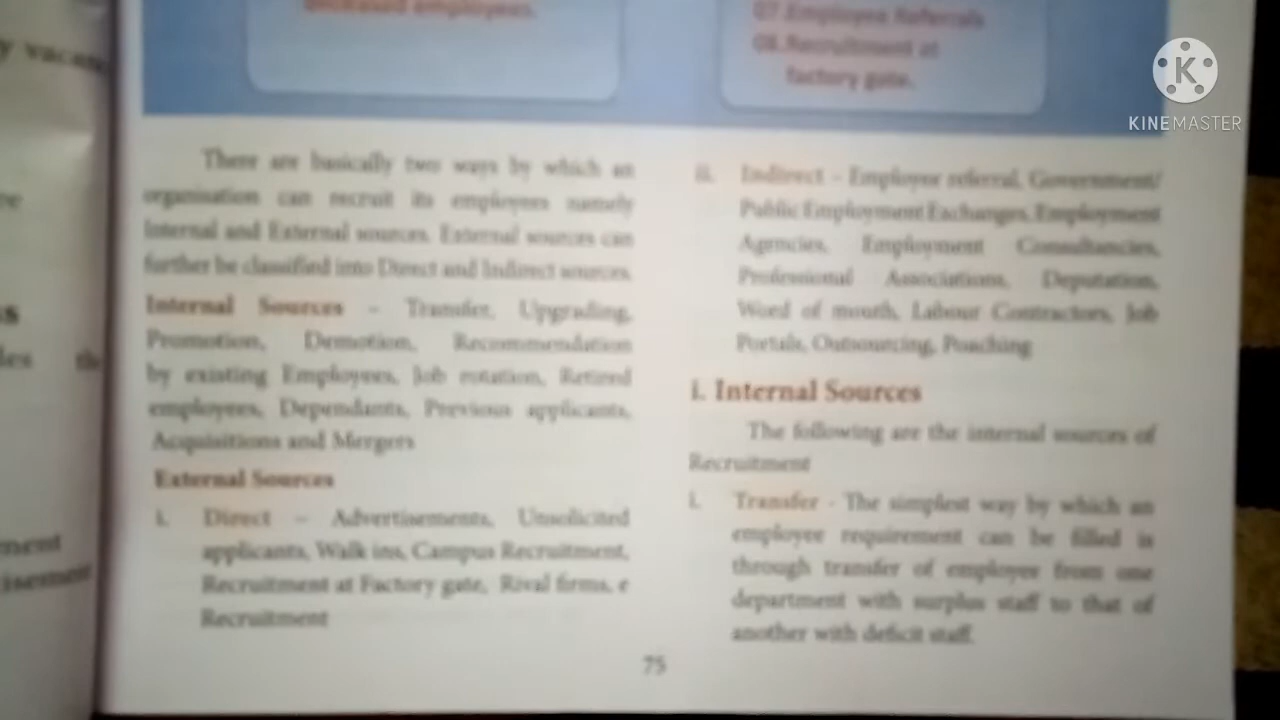 deceased employees.
07.Employee Referrals
08.Recruitment at
factory gate.
K
KINEMASTER
There are basically two ways by which an
organisation can recruit its employees namely
Internal and External sources. External sources can
further be classified into Direct and Indirect sources.
Internal Sources – Transfer, Upgrading,
Promotion, Demotion, Recommendation
by existing Employees, Job rotation, Retired
employees, Dependants, Previous applicants,
Acquisitions and Mergers
External Sources
i. Direct – Advertisements, Unsolicited
applicants, Walk ins, Campus Recruitment,
Recruitment at Factory gate, Rival firms, e
Recruitment
ii. Indirect – Employee referral, Government/
Public Employment Exchanges, Employment
Agencies, Employment Consultancies,
Professional Associations, Deputation,
Word of mouth, Labour Contractors, Job
Portals, Outsourcing, Poaching
i. Internal Sources
The following are the internal sources of
Recruitment
i. Transfer - The simplest way by which an
employee requirement can be filled is
through transfer of employee from one
department with surplus staff to that of
another with deficit staff.
75